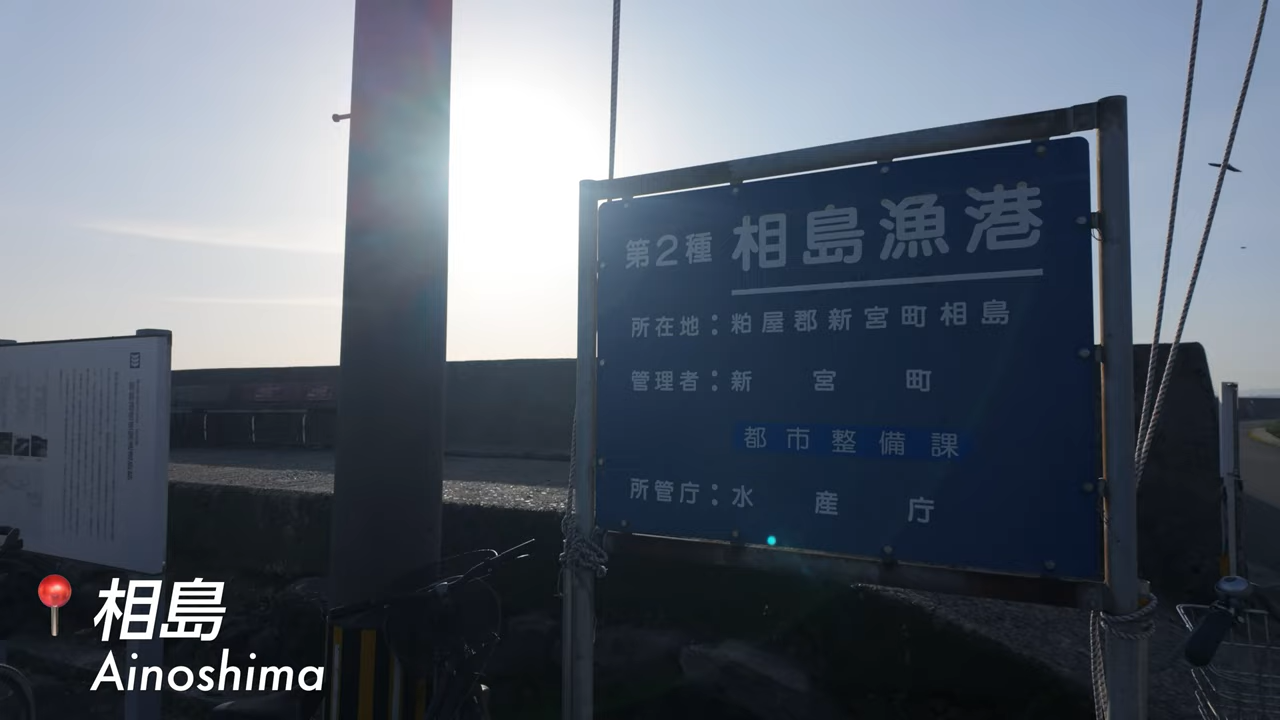 第2種 相島漁港
所在地：粕屋郡新宮町相島
管理者：新宮町
都市整備課
所管庁：水産庁
相島
Ainoshima